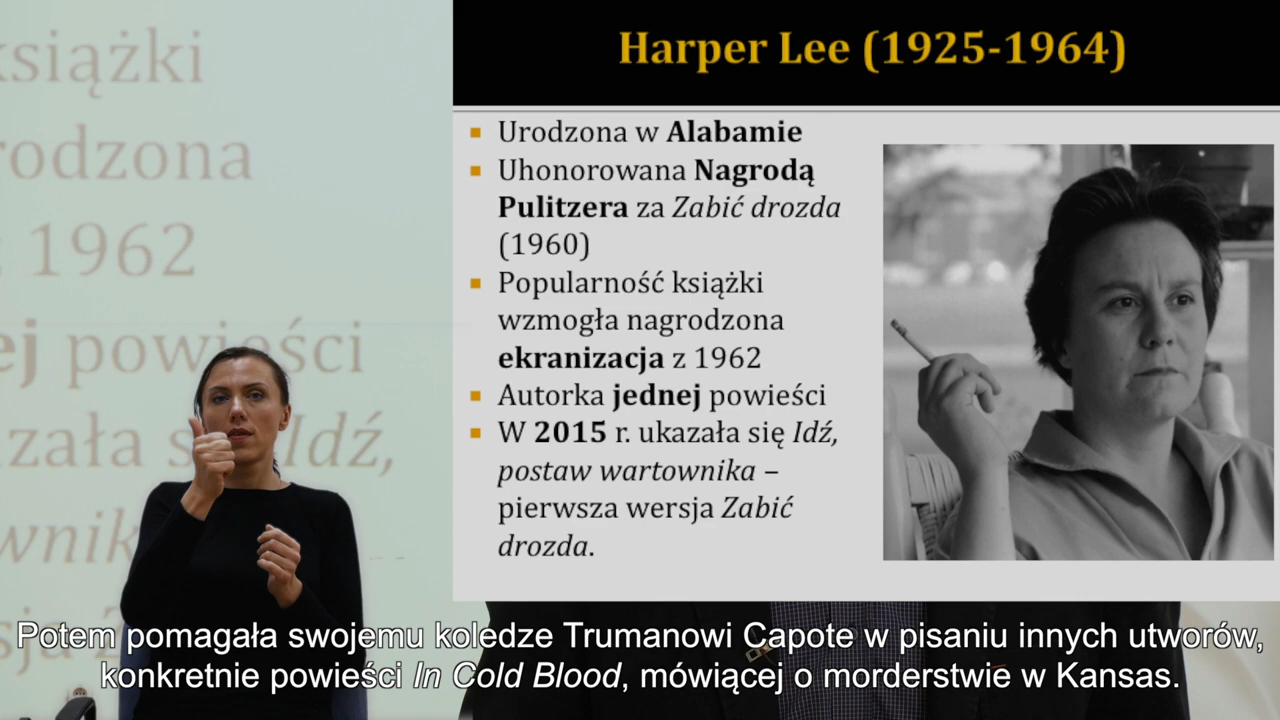 książki
rodzona
z 1962
ej powieści
zała s Idź,
wnik
sja Z
Harper Lee (1925-1964)
Urodzona w Alabamie
Uhonorowana Nagrodą
Pulitzera za Zabić drozda
(1960)
Popularność książki
wzmogła nagrodzona
ekranizacja z 1962
Autorka jednej powieści
W 2015 r. ukazała się Idź,
postaw wartownika –
pierwsza wersja Zabić
drozda.
Potem pomagała swojemu koledze Trumanowi Capote w pisaniu innych utworów,
konkretnie powieści In Cold Blood, mówiącej o morderstwie w Kansas.